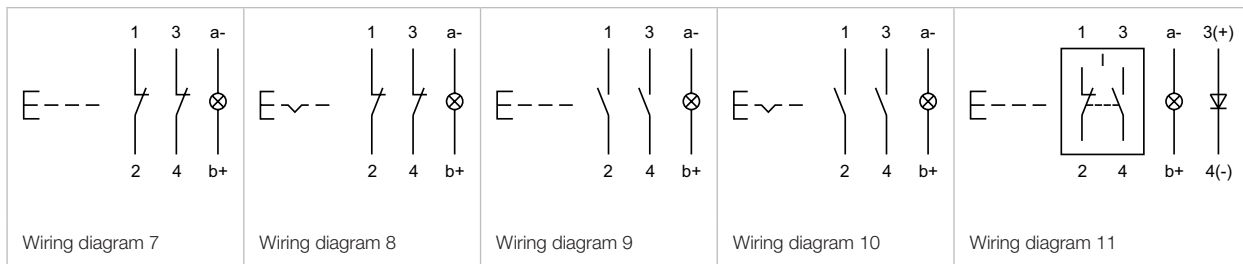 1 3 a-
2 4 b+
Wiring diagram 7
1 3 a-
2 4 b+
Wiring diagram 8
1 3 a-
2 4 b+
Wiring diagram 9
1 3 a-
2 4 b+
Wiring diagram 10
1 3 a- 3(+)
2 4 b+ 4(-)
Wiring diagram 11